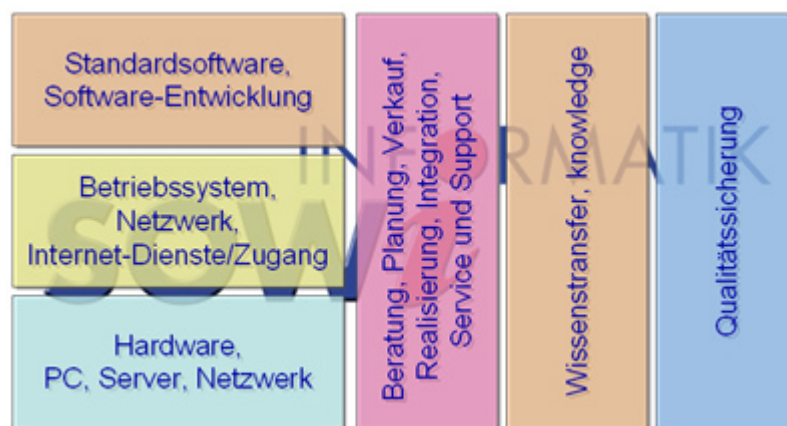 Standardsoftware,
Software-Entwicklung
Betriebssystem,
Netzwerk,
Internet-Dienste/Zugang
Hardware,
PC, Server, Netzwerk
Beratung, Planung, Verkauf,
Realisierung, Integration,
Service und Support
Wissenstransfer, knowledge
Qualitätssicherung
INFORMATIK
sowi